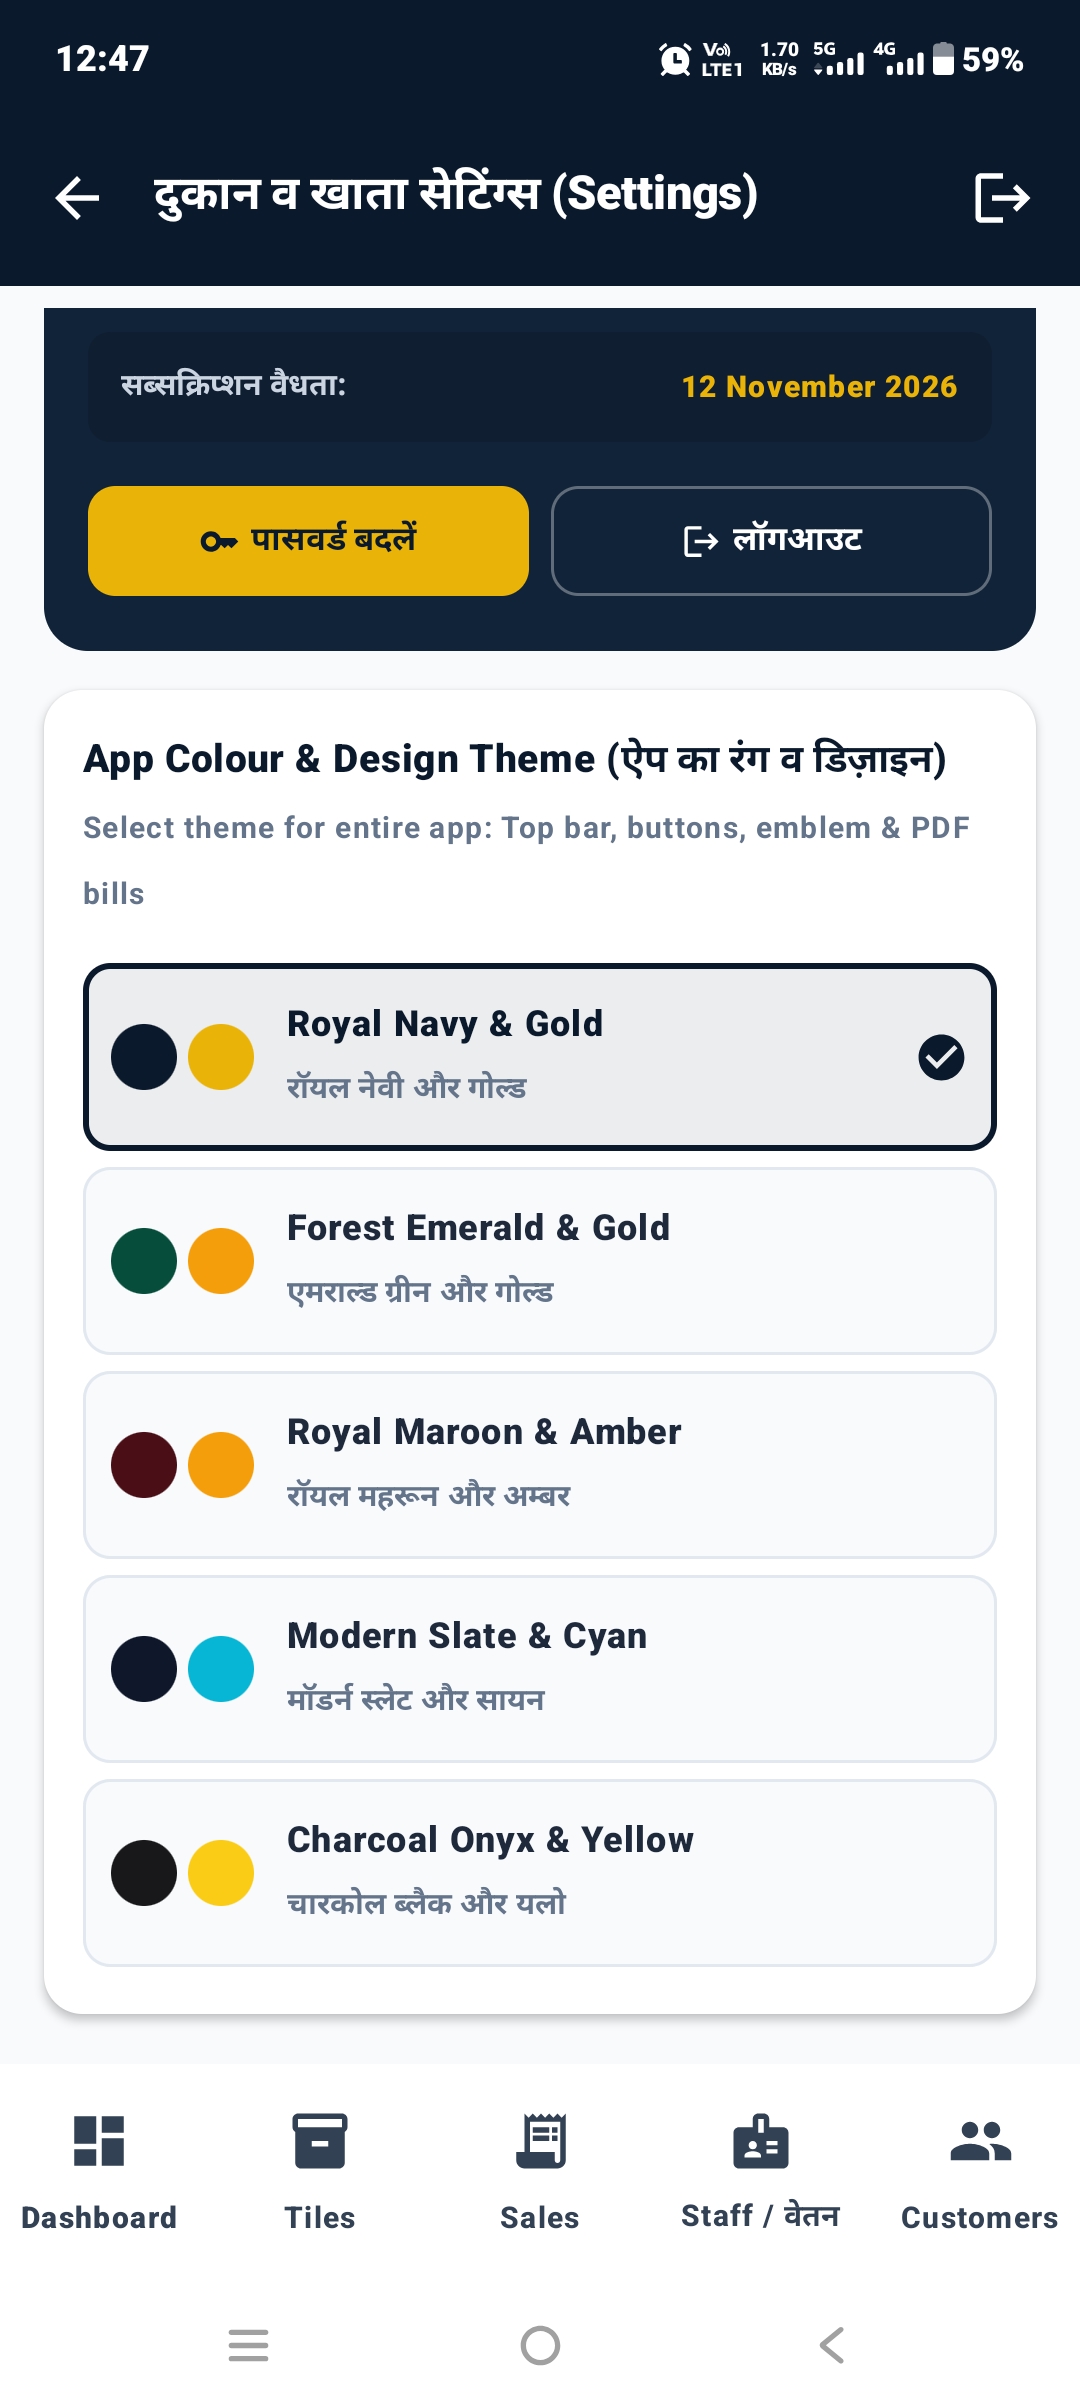 12:47
Vo LTE1 1.70 KB/s 5G 4G 59%
दुकान व खाता सेटिंग्स (Settings)
सब्सक्रिप्शन वैधता: 12 November 2026
पासवर्ड बदलें लॉगआउट
App Colour & Design Theme (ऐप का रंग व डिज़ाइन)
Select theme for entire app: Top bar, buttons, emblem & PDF
bills
Royal Navy & Gold
रॉयल नेवी और गोल्ड
Forest Emerald & Gold
एमराल्ड ग्रीन और गोल्ड
Royal Maroon & Amber
रॉयल महरून और अम्बर
Modern Slate & Cyan
मॉडर्न स्लेट और सायन
Charcoal Onyx & Yellow
चारकोल ब्लैक और यलो
Dashboard Tiles Sales Staff / वेतन Customers